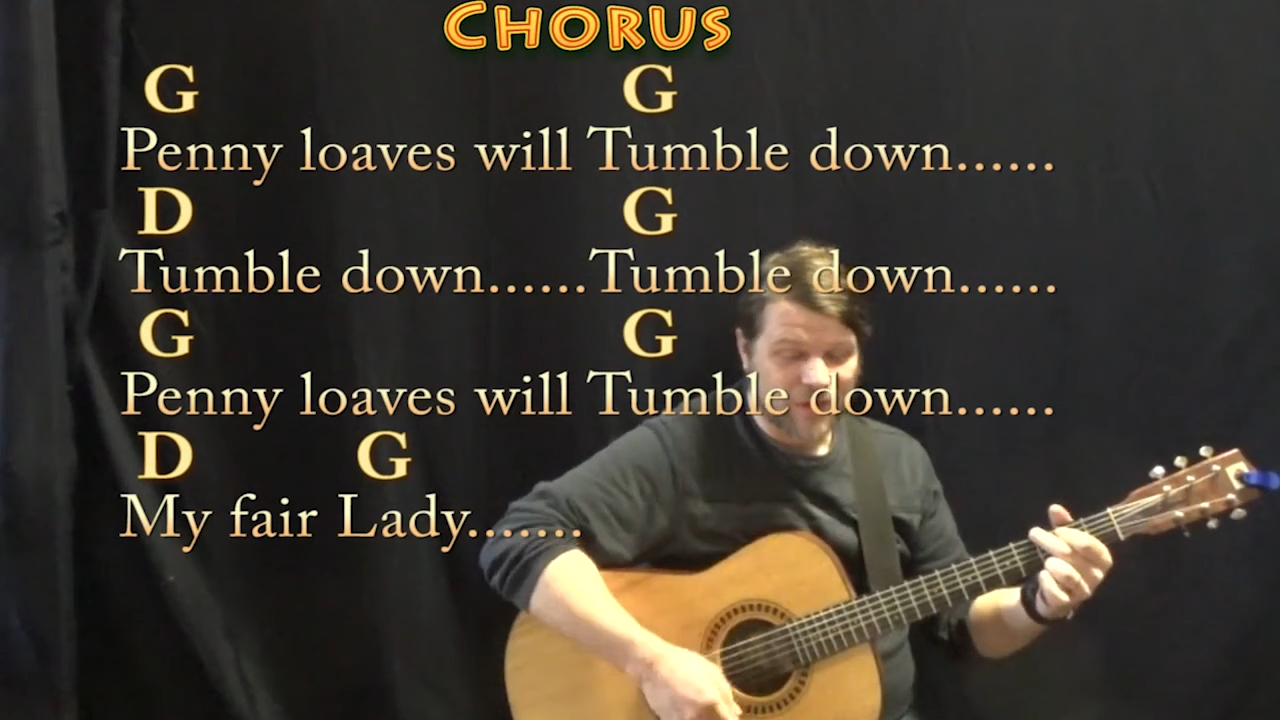 CHORUS
G G
Penny loaves will Tumble down......
D G
Tumble down......Tumble down......
G G
Penny loaves will Tumble down......
D G
My fair Lady.......